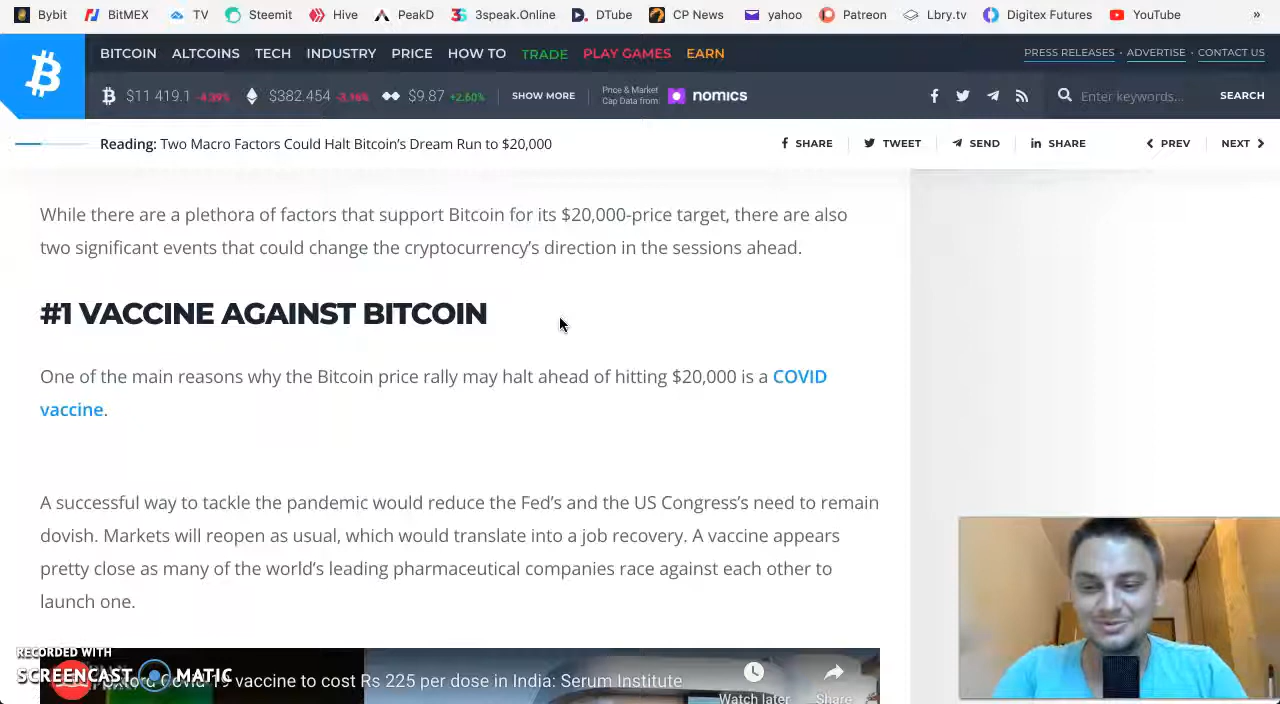 Bybit BitMEX TV Steemit Hive PeakD 3speak.Online DTube CP News yahoo Patreon Lbry.tv Digitex Futures YouTube »
BITCOIN ALTCOINS TECH INDUSTRY PRICE HOW TO TRADE PLAY GAMES EARN PRESS RELEASES · ADVERTISE · CONTACT US
$11 419.1 -4.39% $382.454 -3.16% $9.87 +2.60% SHOW MORE Price & Market Cap Data from: nomics Enter keywords... SEARCH
Reading: Two Macro Factors Could Halt Bitcoin's Dream Run to $20,000 SHARE TWEET SEND SHARE PREV NEXT
While there are a plethora of factors that support Bitcoin for its $20,000-price target, there are also
two significant events that could change the cryptocurrency's direction in the sessions ahead.
#1 VACCINE AGAINST BITCOIN
One of the main reasons why the Bitcoin price rally may halt ahead of hitting $20,000 is a COVID
vaccine.
A successful way to tackle the pandemic would reduce the Fed's and the US Congress's need to remain
dovish. Markets will reopen as usual, which would translate into a job recovery. A vaccine appears
pretty close as many of the world's leading pharmaceutical companies race against each other to
launch one.
RECORDED WITH
SCREENCAST MATIC
vaccine to cost Rs 225 per dose in India: Serum Institute
Watch later Share